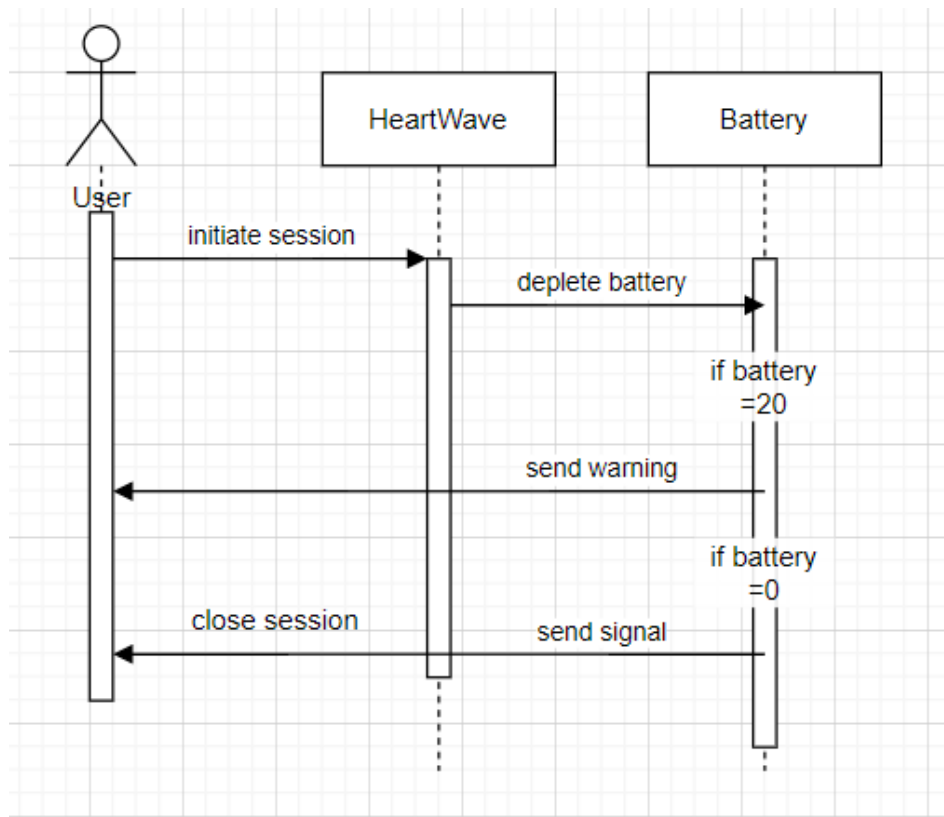 HeartWave
Battery
User
initiate session
deplete battery
if battery
=20
send warning
if battery
=0
close session
send signal